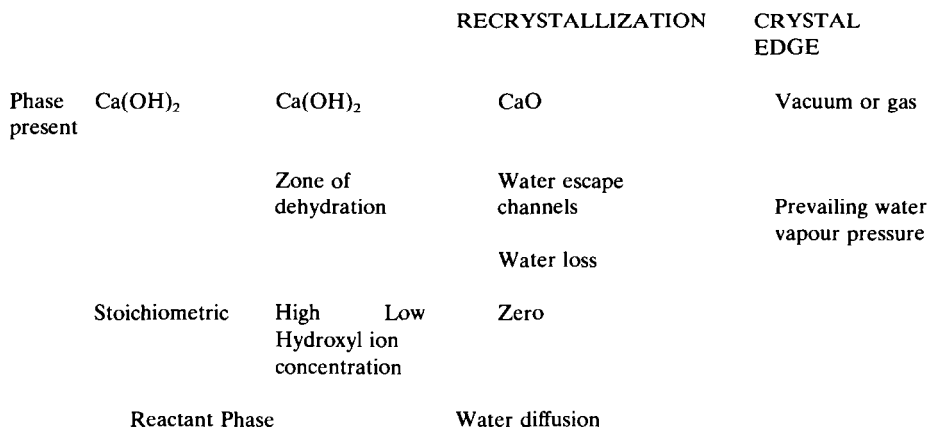 RECRYSTALLIZATION CRYSTAL
EDGE
Phase Ca(OH)₂ Ca(OH)₂ CaO Vacuum or gas
present
Zone of Water escape
dehydration channels Prevailing water
vapour pressure
Water loss
Stoichiometric High Low Zero
Hydroxyl ion
concentration
Reactant Phase Water diffusion